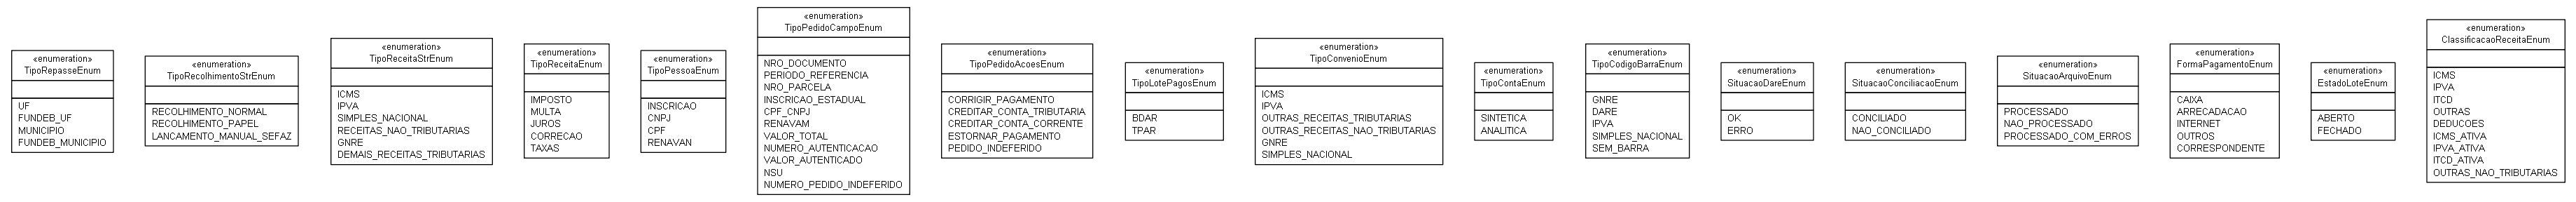 «enumeration»
TipoRepasseEnum
UF
FUNDEB_UF
MUNICIPIO
FUNDEB_MUNICIPIO
«enumeration»
TipoRecolhimentoStrEnum
RECOLHIMENTO_NORMAL
RECOLHIMENTO_PAPEL
LANCAMENTO_MANUAL_SEFAZ
«enumeration»
TipoReceitaStrEnum
ICMS
IPVA
SIMPLES_NACIONAL
RECEITAS_NAO_TRIBUTARIAS
GNRE
DEMAIS_RECEITAS_TRIBUTARIAS
«enumeration»
TipoReceitaEnum
IMPOSTO
MULTA
JUROS
CORRECAO
TAXAS
«enumeration»
TipoPessoaEnum
INSCRICAO
CNPJ
CPF
RENAVAN
«enumeration»
TipoPedidoCampoEnum
NRO_DOCUMENTO
PERIODO_REFERENCIA
NRO_PARCELA
INSCRICAO_ESTADUAL
CPF_CNPJ
RENAVAM
VALOR_TOTAL
NUMERO_AUTENTICACAO
VALOR_AUTENTICADO
NSU
NUMERO_PEDIDO_INDEFERIDO
«enumeration»
TipoPedidoAcoesEnum
CORRIGIR_PAGAMENTO
CREDITAR_CONTA_TRIBUTARIA
CREDITAR_CONTA_CORRENTE
ESTORNAR_PAGAMENTO
PEDIDO_INDEFERIDO
«enumeration»
TipoLotePagosEnum
BDAR
TPAR
«enumeration»
TipoConvenioEnum
ICMS
IPVA
OUTRAS_RECEITAS_TRIBUTARIAS
OUTRAS_RECEITAS_NAO_TRIBUTARIAS
GNRE
SIMPLES_NACIONAL
«enumeration»
TipoContaEnum
SINTETICA
ANALITICA
«enumeration»
TipoCodigoBarraEnum
GNRE
DARE
IPVA
SIMPLES_NACIONAL
SEM_BARRA
«enumeration»
SituacaoDareEnum
OK
ERRO
«enumeration»
SituacaoConciliacaoEnum
CONCILIADO
NAO_CONCILIADO
«enumeration»
SituacaoArquivoEnum
PROCESSADO
NAO_PROCESSADO
PROCESSADO_COM_ERROS
«enumeration»
FormaPagamentoEnum
CAIXA
ARRECADACAO
INTERNET
OUTROS
CORRESPONDENTE
«enumeration»
EstadoLoteEnum
ABERTO
FECHADO
«enumeration»
ClassificacaoReceitaEnum
ICMS
IPVA
ITCD
OUTRAS
DEDUCOES
ICMS_ATIVA
IPVA_ATIVA
ITCD_ATIVA
OUTRAS_NAO_TRIBUTARIAS